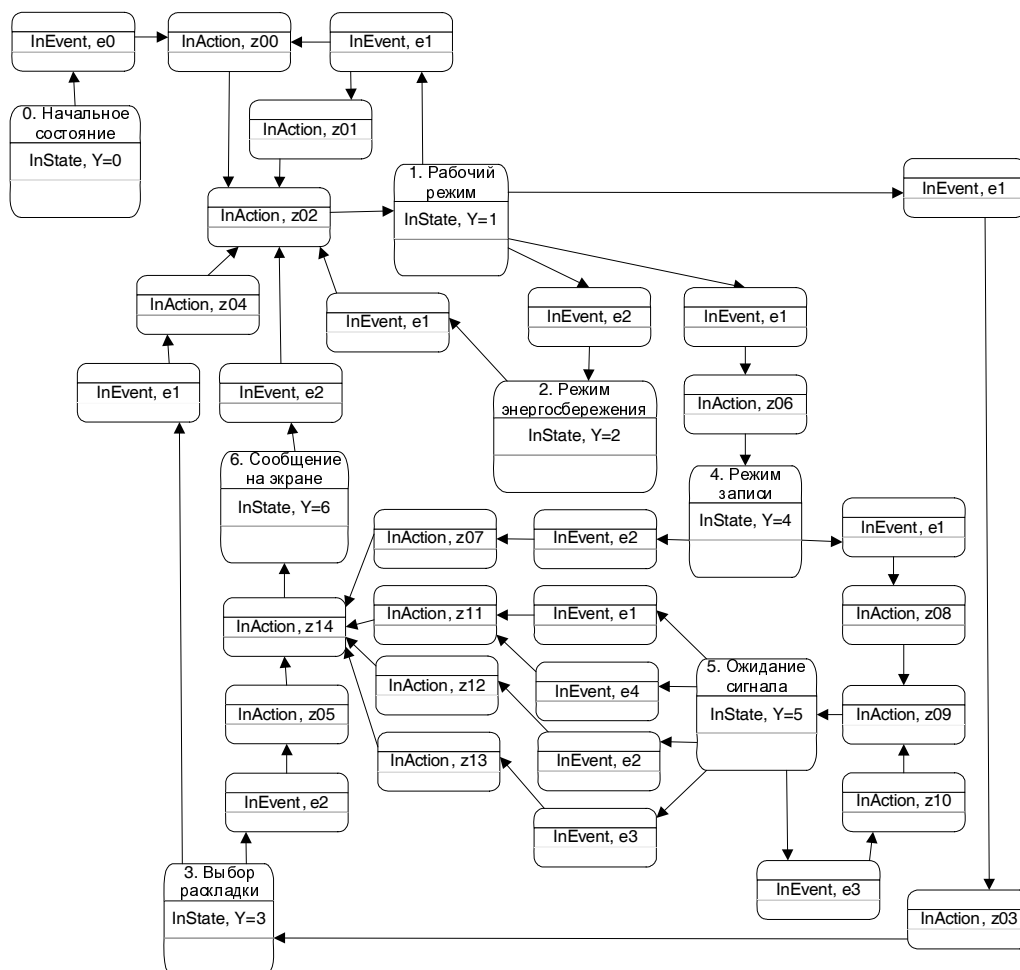 InEvent, e0
InAction, z00
InEvent, e1
0. Начальное
состояние
InState, Y=0
InAction, z01
1. Рабочий
режим
InState, Y=1
InEvent, e1
InAction, z02
InAction, z04
InEvent, e1
InEvent, e2
InEvent, e1
InEvent, e1
InEvent, e2
2. Режим
энергосбережения
InState, Y=2
InAction, z06
6. Сообщение
на экране
InState, Y=6
4. Режим
записи
InState, Y=4
InAction, z07
InEvent, e2
InEvent, e1
InAction, z14
InAction, z11
InEvent, e1
InAction, z08
5. Ожидание
сигнала
InState, Y=5
InAction, z12
InEvent, e4
InAction, z05
InAction, z09
InAction, z13
InEvent, e2
InEvent, e2
InAction, z10
InEvent, e3
3. Выбор
раскладки
InState, Y=3
InEvent, e3
InAction, z03